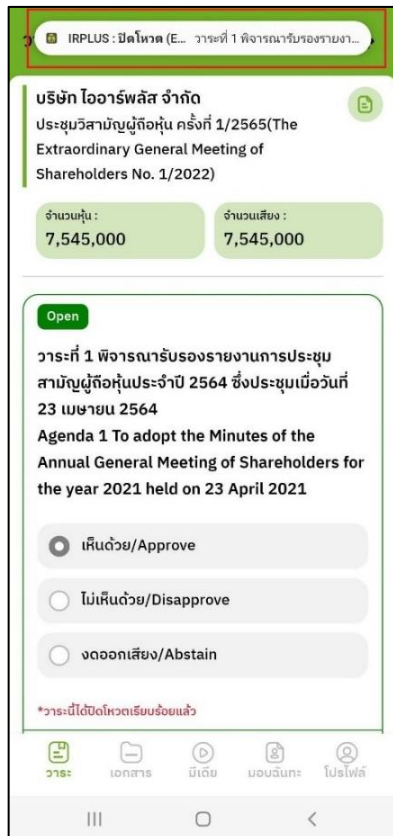 IRPLUS : ปิดโหวต (E... วาระที่ 1 พิจารณารับรองรายงา...
บริษัท ไออาร์พลัส จำกัด
ประชุมวิสามัญผู้ถือหุ้น ครั้งที่ 1/2565(The
Extraordinary General Meeting of
Shareholders No. 1/2022)
จำนวนหุ้น :
จำนวนเสียง :
7,545,000
7,545,000
Open
วาระที่ 1 พิจารณารับรองรายงานการประชุม
สามัญผู้ถือหุ้นประจำปี 2564 ซึ่งประชุมเมื่อวันที่
23 เมษายน 2564
Agenda 1 To adopt the Minutes of the
Annual General Meeting of Shareholders for
the year 2021 held on 23 April 2021
เห็นด้วย/Approve
ไม่เห็นด้วย/Disapprove
งดออกเสียง/Abstain
*วาระนี้ได้ปิดโหวตเรียบร้อยแล้ว
วาระ เอกสาร มีเดีย มอบฉันทะ โปรไฟล์